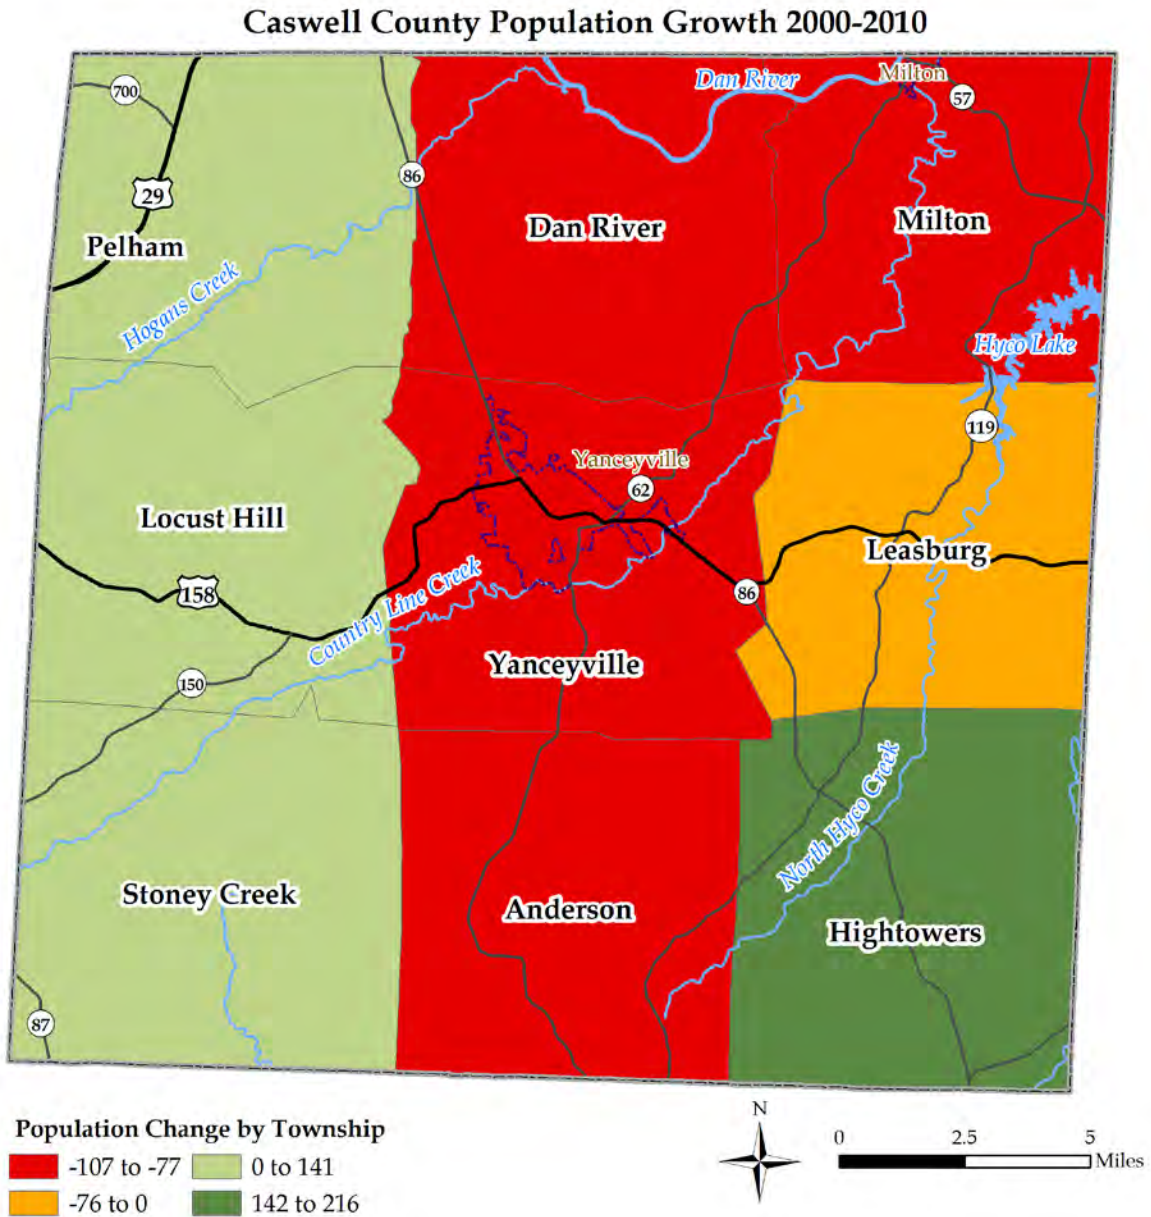 Caswell County Population Growth 2000-2010
700
Dan River
Milton
57
86
29
Dan River
Milton
Pelham
Hogans Creek
Hyco Lake
119
Yanceyville
62
Locust Hill
Leasburg
158
Country Line Creek
86
Yanceyville
150
North Hyco Creek
Stoney Creek
Anderson
Hightowers
87
Population Change by Township
-107 to -77
0 to 141
-76 to 0
142 to 216
N
0 2.5 5
Miles